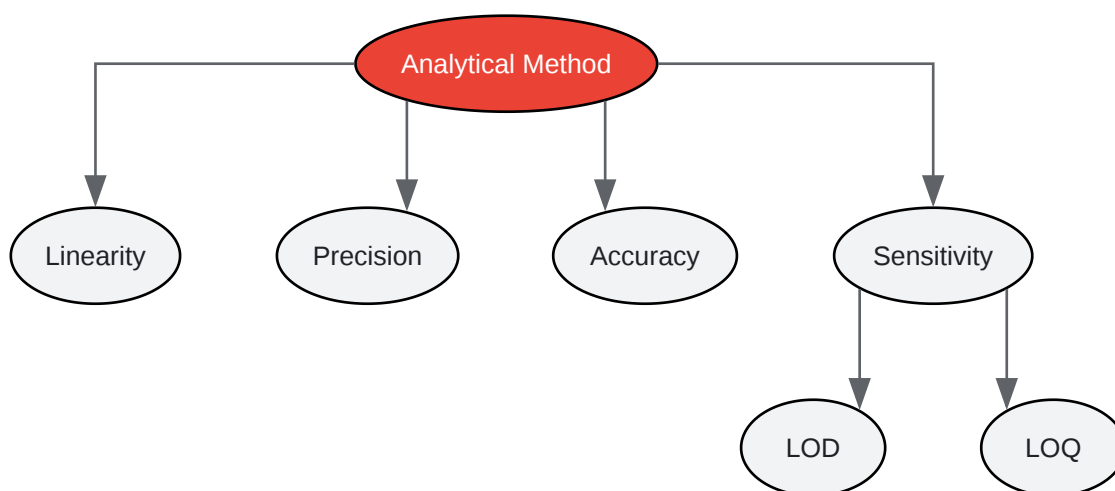 Analytical Method
Linearity
Precision
Accuracy
Sensitivity
LOD
LOQ